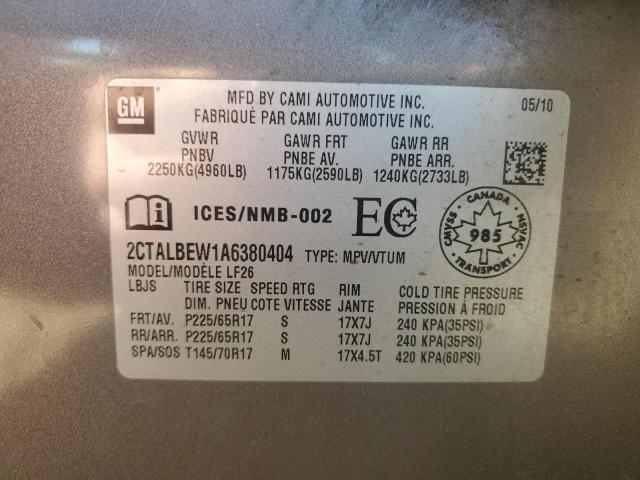 GM
MFD BY CAMI AUTOMOTIVE INC.
FABRIQUÉ PAR CAMI AUTOMOTIVE INC.
05/10
GVWR GAWR FRT GAWR RR
PNBV PNBE AV. PNBE ARR.
2250KG(4960LB) 1175KG(2590LB) 1240KG(2733LB)
i ICES/NMB-002 EC
CMVSS CANADA NSVAC
985
TRANSPORT
2CTALBEW1A6380404 TYPE: MPV/VTUM
MODEL/MODÈLE LF26
LBJS TIRE SIZE SPEED RTG RIM COLD TIRE PRESSURE
DIM. PNEU COTE VITESSE JANTE PRESSION À FROID
FRT/AV. P225/65R17 S 17X7J 240 KPA(35PSI)
RR/ARR. P225/65R17 S 17X7J 240 KPA(35PSI)
SPA/SOS T145/70R17 M 17X4.5T 420 KPA(60PSI)